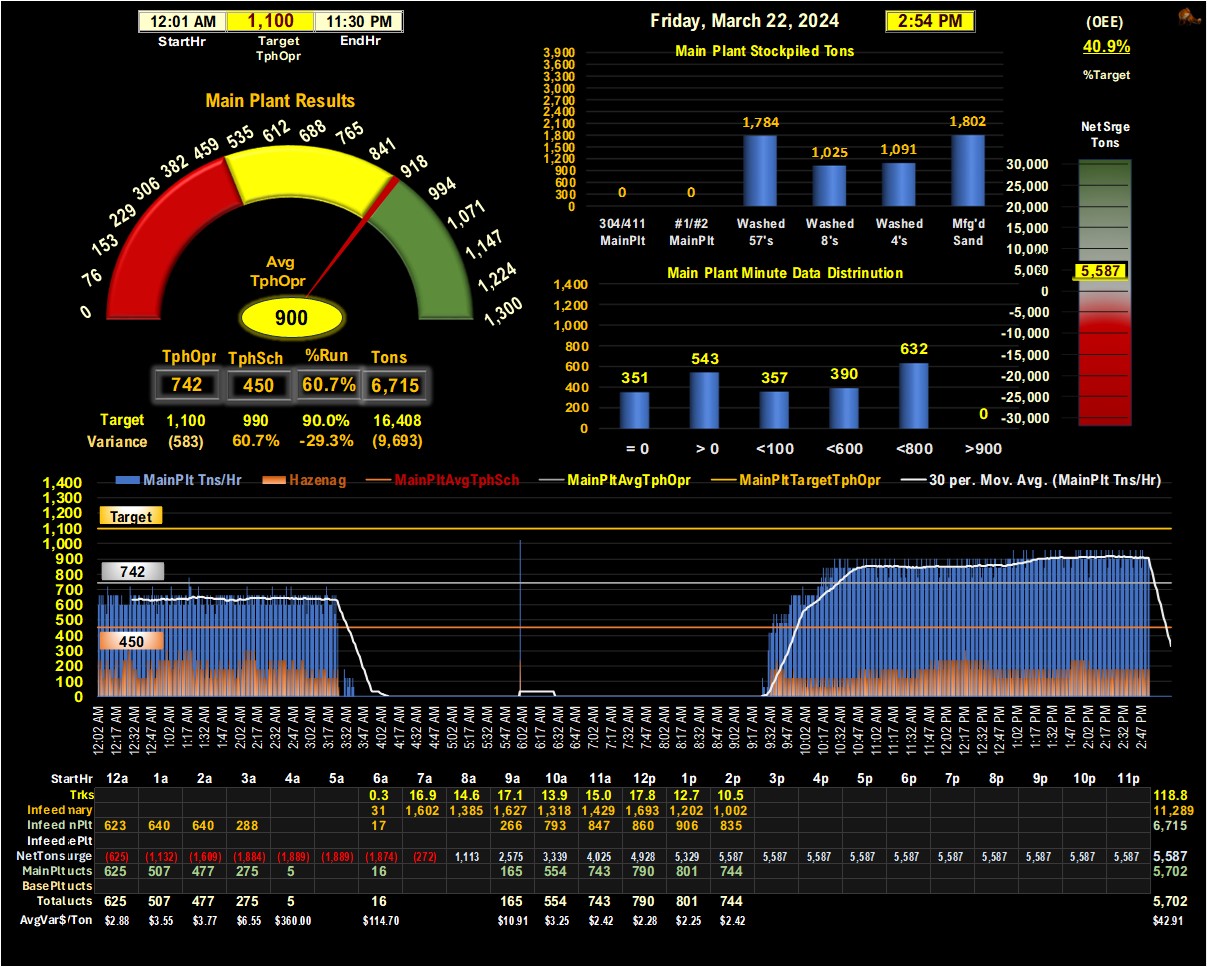 12:01 AM 1,100 11:30 PM
StartHr Target TphOpr EndHr
Friday, March 22, 2024 2:54 PM
(OEE)
40.9%
%Target
Main Plant Results
0 76 153 229 306 382 459 535 612 688 765 841 918 994 1,071 1,147 1,224 1,300
Avg
TphOpr
900
TphOpr TphSch %Run Tons
742 450 60.7% 6,715
Target 1,100 990 90.0% 16,408
Variance (583) 60.7% -29.3% (9,693)
Main Plant Stockpiled Tons
3,900
3,600
3,300
3,000
2,700
2,400
2,100
1,800
1,500
1,200
900
600
300
0
0 0 1,784 1,025 1,091 1,802
304/411 #1/#2 Washed Washed Washed Mfg'd
MainPlt MainPlt 57's 8's 4's Sand
Main Plant Minute Data Distrinution
1,400
1,200
1,000
800
600
400
200
0
351 543 357 390 632 0
= 0 > 0 <100 <600 <800 >900
Net Srge
Tons
30,000
25,000
20,000
15,000
10,000
5,000
0
-5,000
-10,000
-15,000
-20,000
-25,000
-30,000
5,587
MainPlt Tns/Hr Hazenag MainPltAvgTphSch MainPltAvgTphOpr MainPltTargetTphOpr 30 per. Mov. Avg. (MainPlt Tns/Hr)
1,400
1,300
1,200
1,100
1,000
900
800
700
600
500
400
300
200
100
0
Target
742
450
12:02 AM 12:17 AM 12:32 AM 12:47 AM 1:02 AM 1:17 AM 1:32 AM 1:47 AM 2:02 AM 2:17 AM 2:32 AM 2:47 AM 3:02 AM 3:17 AM 3:32 AM 3:47 AM 4:02 AM 4:17 AM 4:32 AM 4:47 AM 5:02 AM 5:17 AM 5:32 AM 5:47 AM 6:02 AM 6:17 AM 6:32 AM 6:47 AM 7:02 AM 7:17 AM 7:32 AM 7:47 AM 8:02 AM 8:17 AM 8:32 AM 8:47 AM 9:02 AM 9:17 AM 9:32 AM 9:47 AM 10:02 AM 10:17 AM 10:32 AM 10:47 AM 11:02 AM 11:17 AM 11:32 AM 11:47 AM 12:02 PM 12:17 PM 12:32 PM 12:47 PM 1:02 PM 1:17 PM 1:32 PM 1:47 PM 2:02 PM 2:17 PM 2:32 PM 2:47 PM
StartHr 12a 1a 2a 3a 4a 5a 6a 7a 8a 9a 10a 11a 12p 1p 2p 3p 4p 5p 6p 7p 8p 9p 10p 11p
Trks 0.3 16.9 14.6 17.1 13.9 15.0 17.8 12.7 10.5 118.8
Infeed nary 31 1,602 1,385 1,627 1,318 1,429 1,693 1,202 1,002 11,289
Infeed nPlt 623 640 640 288 17 266 793 847 860 906 835 6,715
Infeed ePlt
NetTons urge (625) (1,132) (1,609) (1,884) (1,889) (1,889) (1,874) (272) 1,113 2,575 3,339 4,025 4,928 5,329 5,587 5,587 5,587 5,587 5,587 5,587 5,587 5,587 5,587 5,587 5,587
Main Plt ucts 625 507 477 275 5 16 165 554 743 790 801 744 5,702
Base Plt ucts
Total ucts 625 507 477 275 5 16 165 554 743 790 801 744 5,702
AvgVar$/Ton $2.88 $3.55 $3.77 $6.55 $360.00 $114.70 $10.91 $3.25 $2.42 $2.28 $2.25 $2.42 $42.91